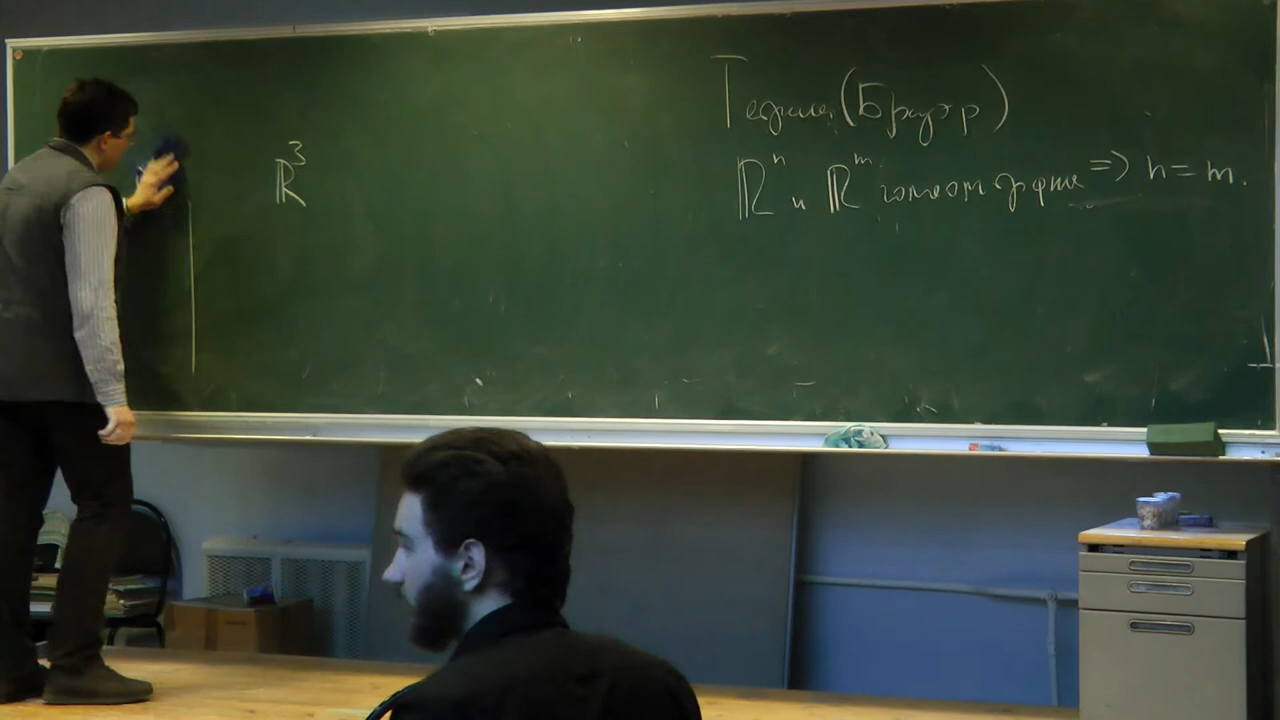 ℝ³
Теорема (Брауэр)
ℝⁿ и ℝᵐ гомеоморфны => n = m.